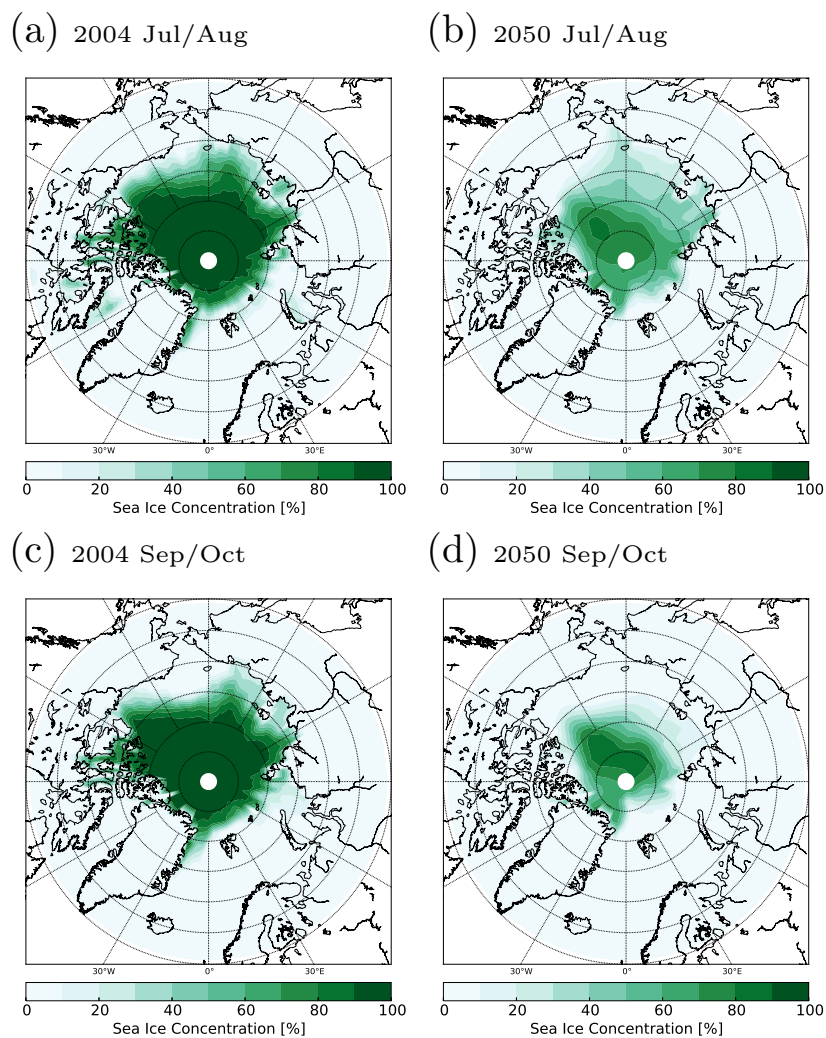 (a) 2004 Jul/Aug
(b) 2050 Jul/Aug
30°W 0° 30°E
0 20 40 60 80 100
Sea Ice Concentration [%]
30°W 0° 30°E
0 20 40 60 80 100
Sea Ice Concentration [%]
(c) 2004 Sep/Oct
(d) 2050 Sep/Oct
30°W 0° 30°E
0 20 40 60 80 100
Sea Ice Concentration [%]
30°W 0° 30°E
0 20 40 60 80 100
Sea Ice Concentration [%]